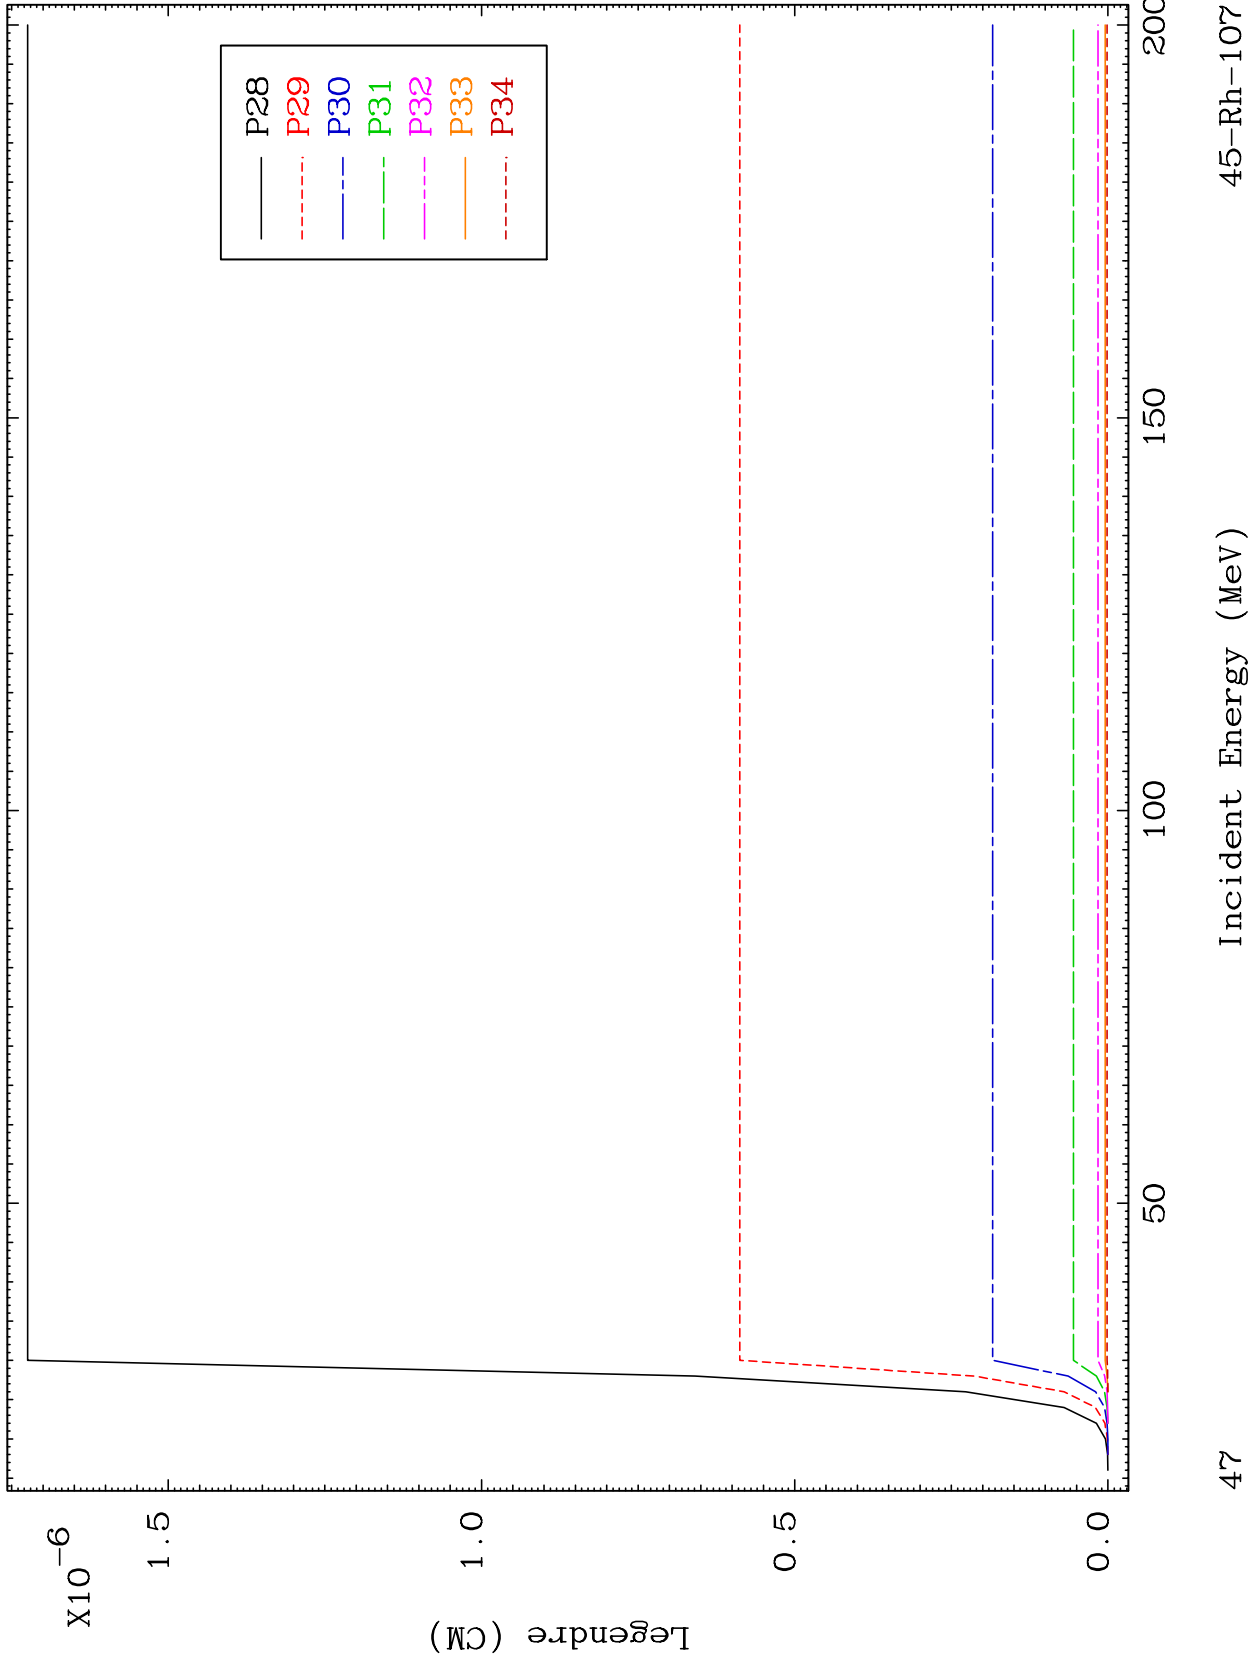 X10-6
1.5
1.0
0.5
0.0
Legendre (CM)
P28
P29
P30
P31
P32
P33
P34
50
100
150
200
Incident Energy (MeV)
47
45-Rh-107